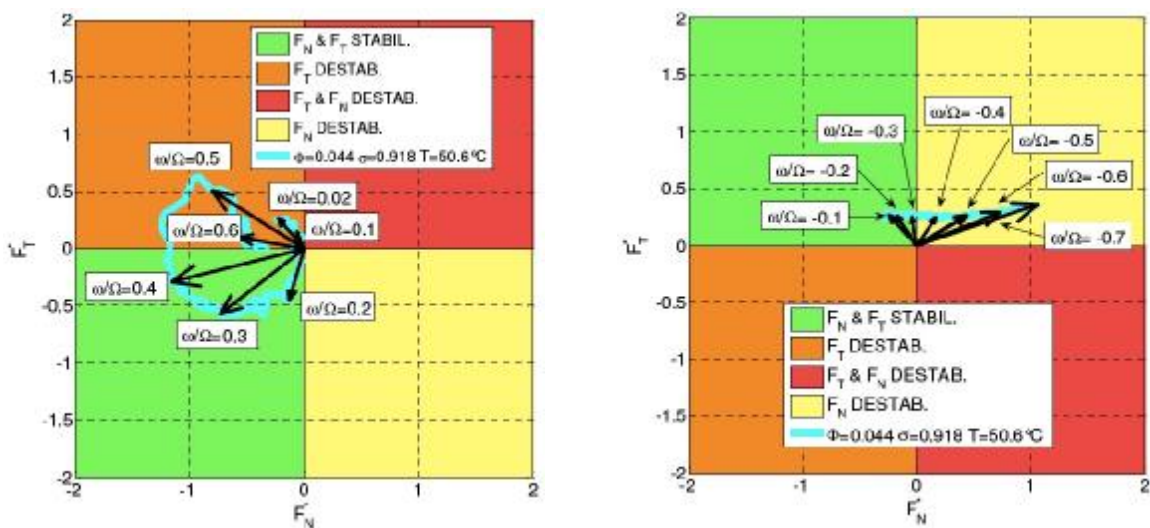 2
1.5
1
0.5
0
-0.5
-1
-1.5
-2
F*T
-2
-1
0
1
2
F*N
FN & FT STABIL.
FT DESTAB.
FT & FN DESTAB.
FN DESTAB.
Φ=0.044 σ=0.918 T=50.6ºC
ω/Ω=0.5
ω/Ω=0.02
ω/Ω=0.6
ω/Ω=0.1
ω/Ω=0.4
ω/Ω=0.2
ω/Ω=0.3
2
1.5
1
0.5
0
-0.5
-1
-1.5
-2
F*T
-2
-1
0
1
2
F*N
ω/Ω= -0.4
ω/Ω= -0.3
ω/Ω= -0.5
ω/Ω= -0.2
ω/Ω= -0.6
ω/Ω= -0.1
ω/Ω= -0.7
FN & FT STABIL.
FT DESTAB.
FT & FN DESTAB.
FN DESTAB.
Φ=0.044 σ=0.918 T=50.6ºC